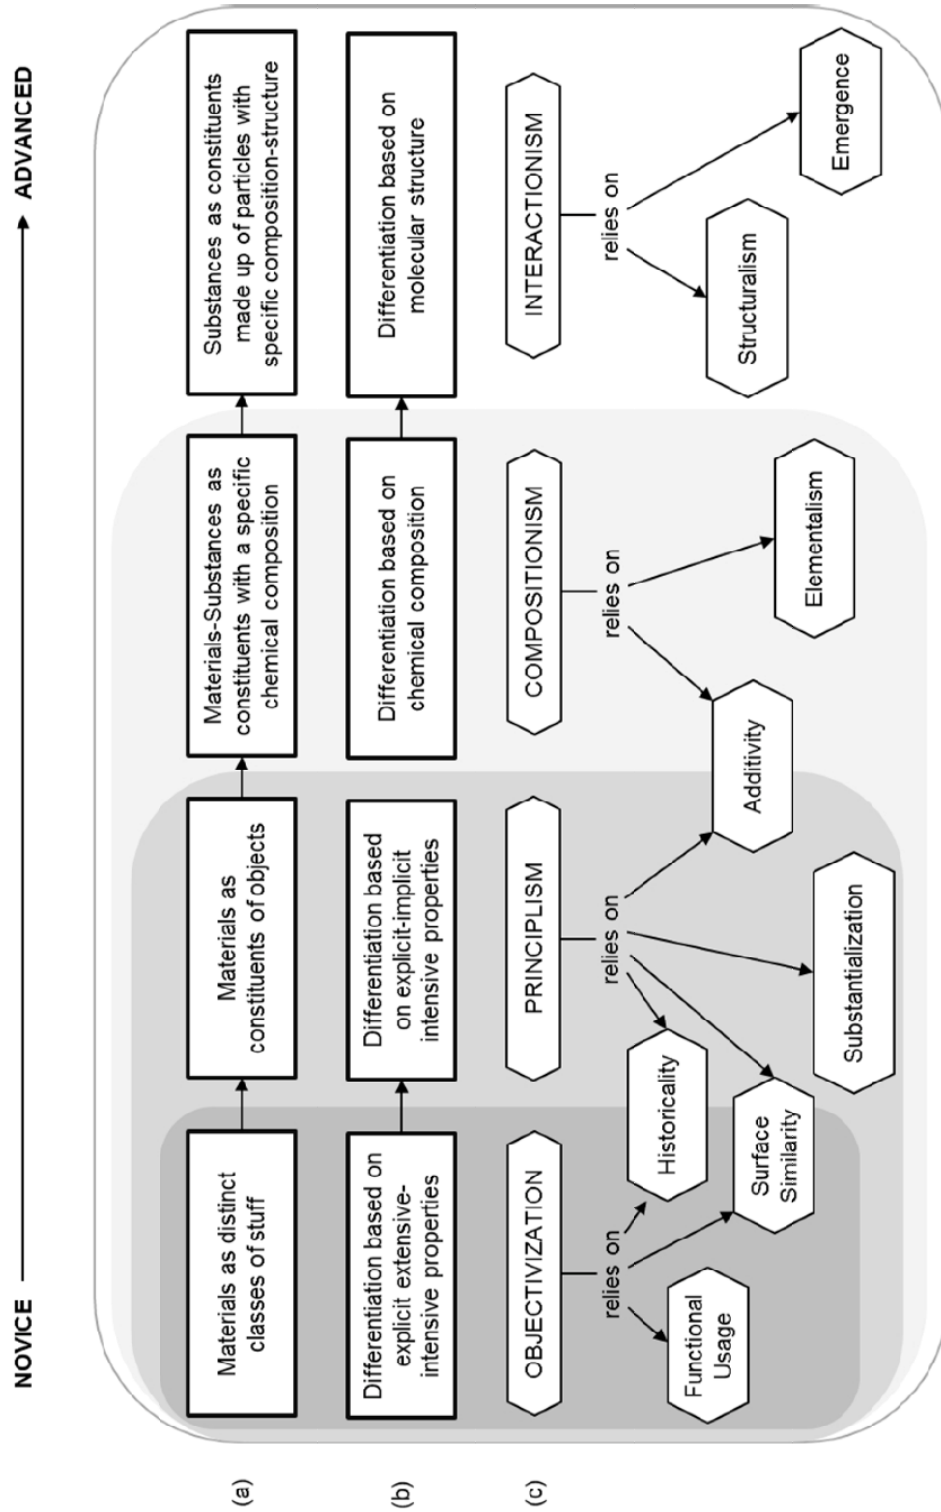 NOVICE
ADVANCED
(a)
Materials as distinct
classes of stuff
Materials as
constituents of objects
Materials-Substances as
constituents with a specific
chemical composition
Substances as constituents
made up of particles with
specific composition-structure
(b)
Differentiation based on
explicit extensive-
intensive properties
Differentiation based
on explicit-implicit
intensive properties
Differentiation based on
chemical composition
Differentiation based on
molecular structure
(c)
OBJECTIVIZATION
PRINCIPLISM
COMPOSITIONISM
INTERACTIONISM
relies on
relies on
relies on
relies on
Functional
Usage
Surface
Similarity
Historicality
Substantialization
Additivity
Elementalism
Structuralism
Emergence